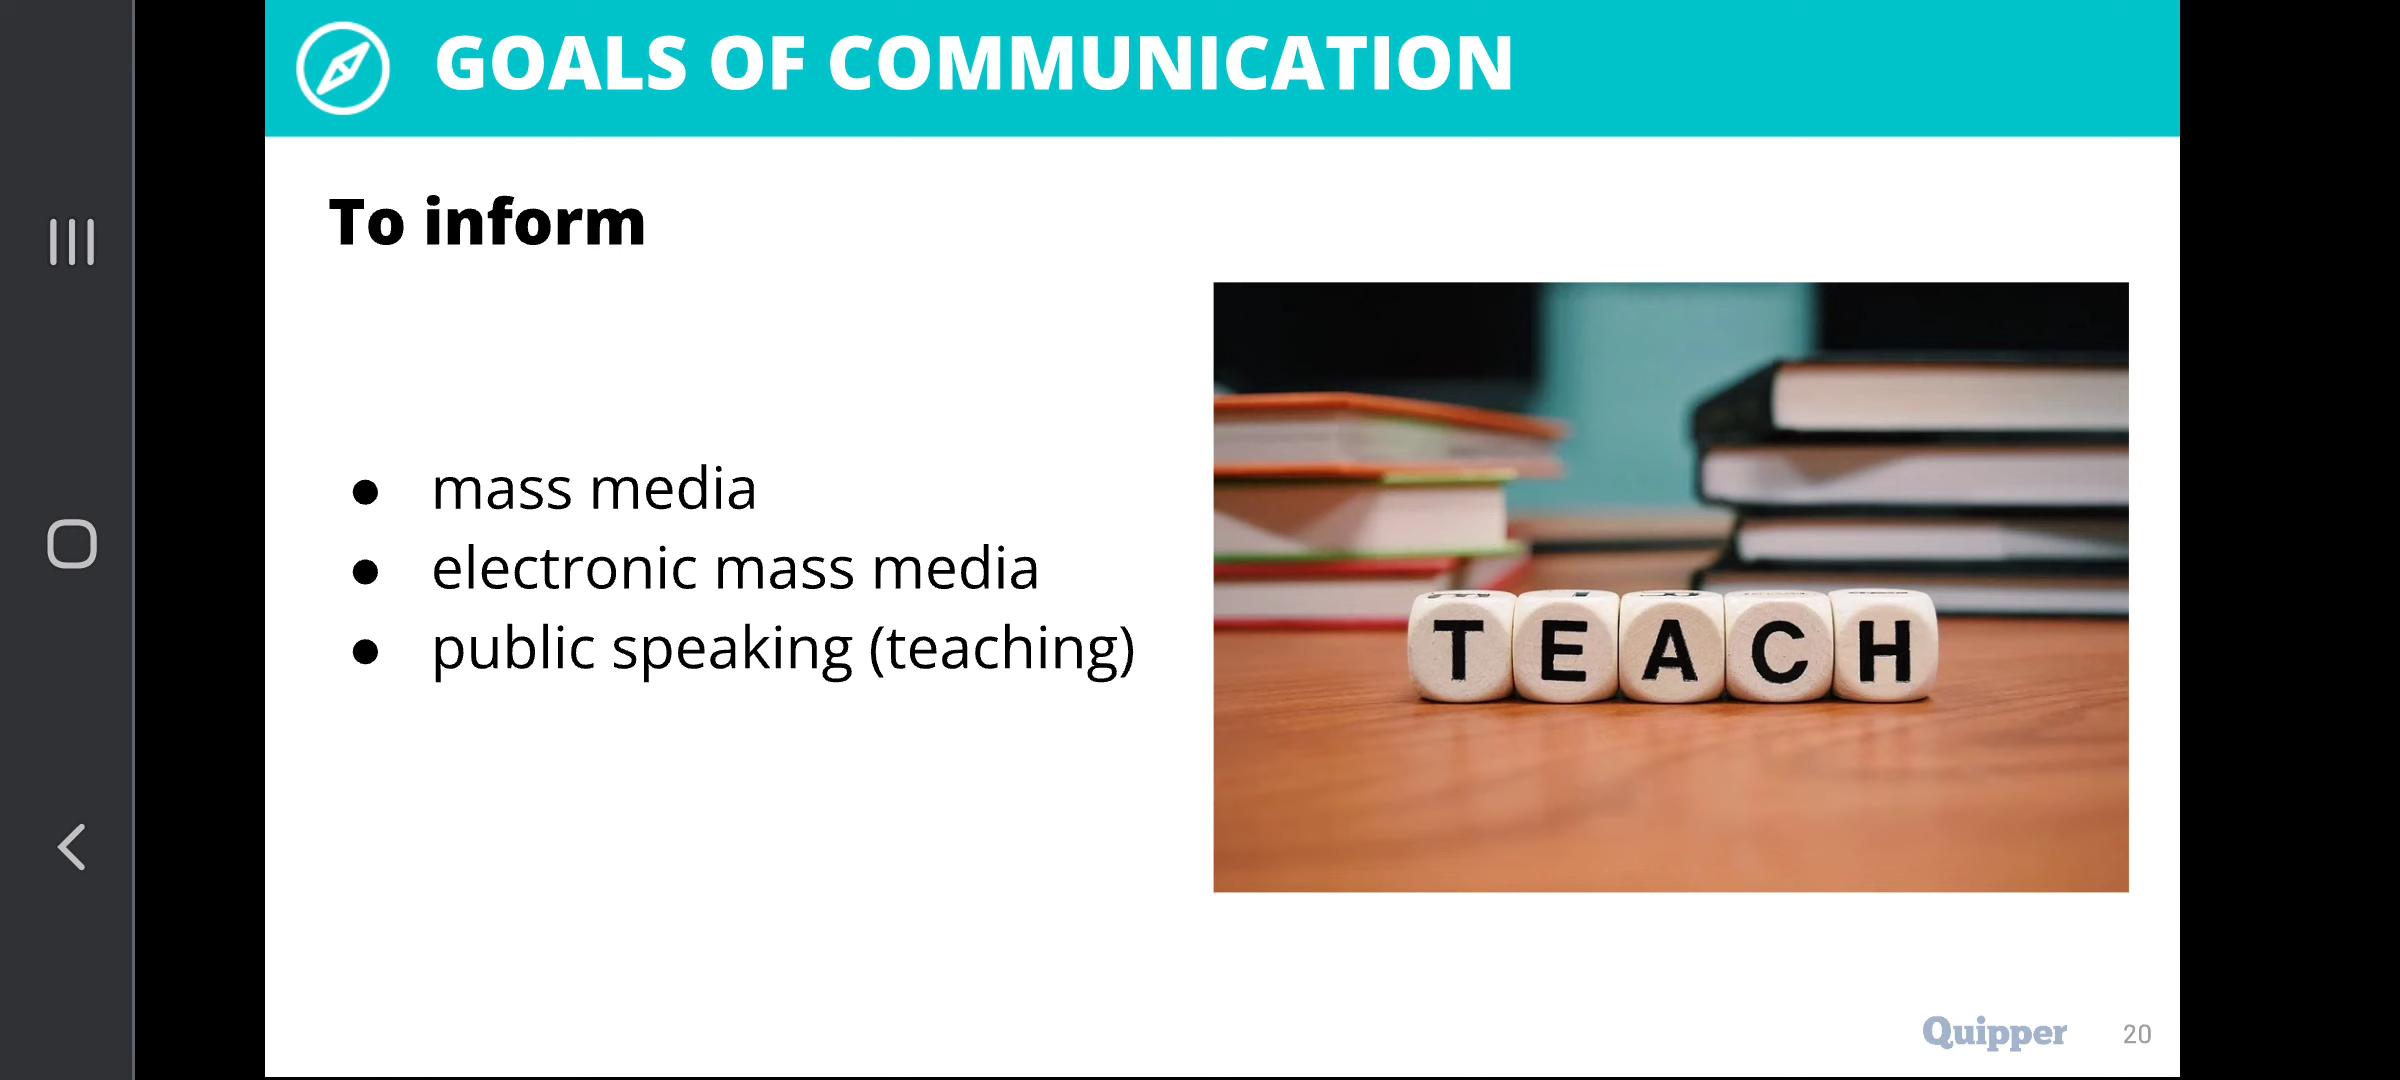 GOALS OF COMMUNICATION
To inform
● mass media
● electronic mass media
● public speaking (teaching)
TEACH
Quipper 20